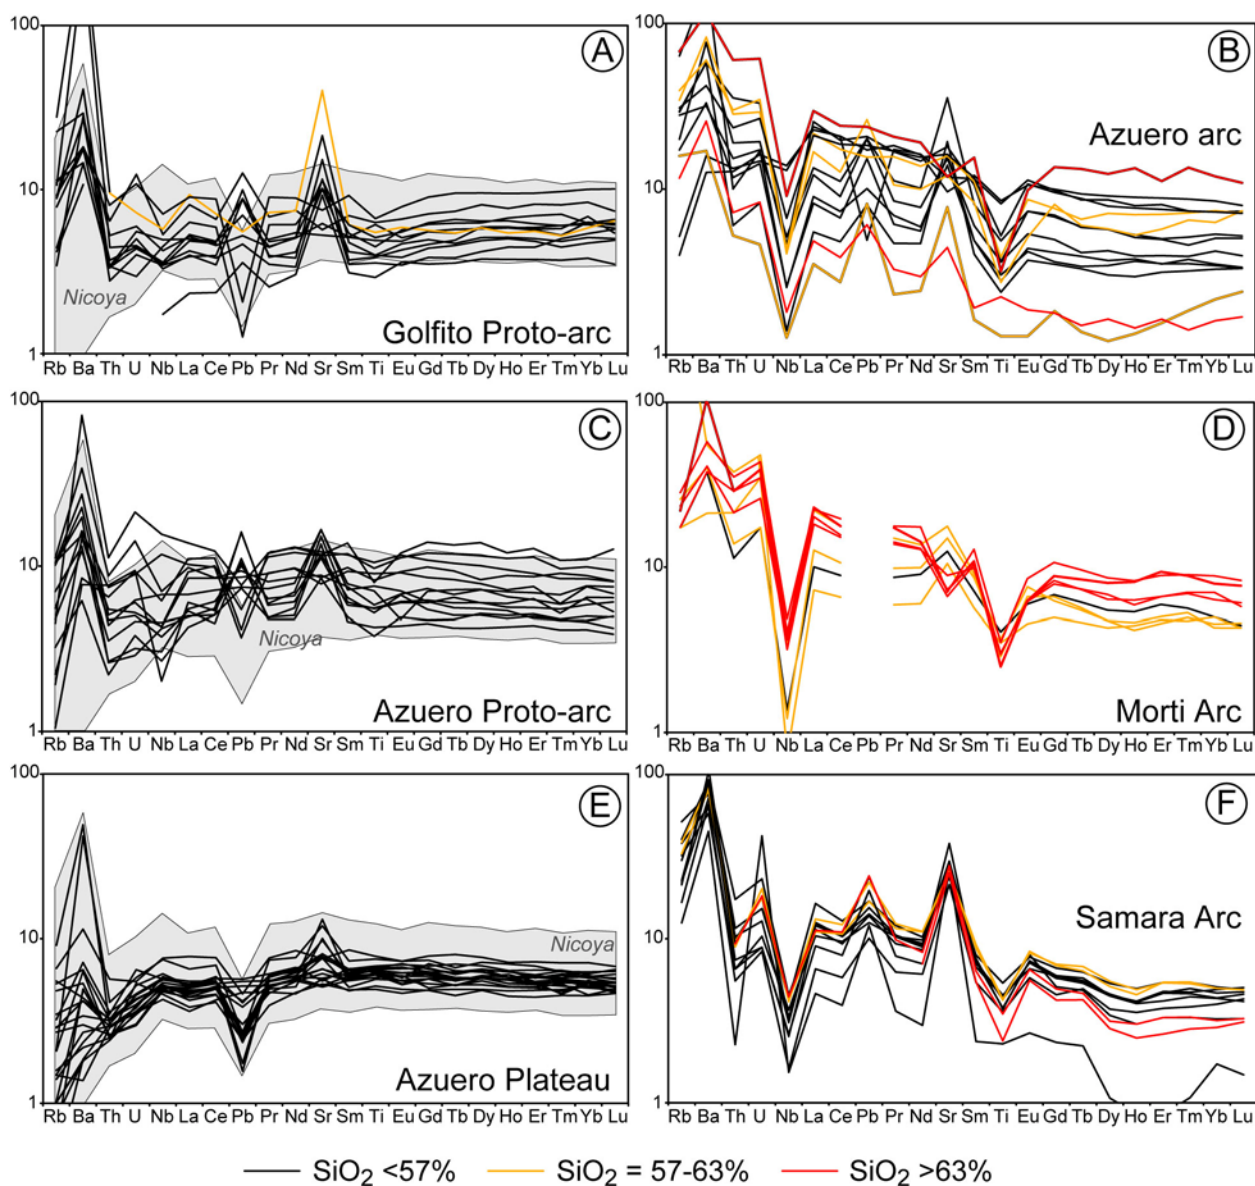 100
A
10
Nicoya
Golfito Proto-arc
1
Rb Ba Th U Nb La Ce Pb Pr Nd Sr Sm Ti Eu Gd Tb Dy Ho Er Tm Yb Lu
100
B
Azuero arc
10
1
Rb Ba Th U Nb La Ce Pb Pr Nd Sr Sm Ti Eu Gd Tb Dy Ho Er Tm Yb Lu
100
C
10
Nicoya
Azuero Proto-arc
1
Rb Ba Th U Nb La Ce Pb Pr Nd Sr Sm Ti Eu Gd Tb Dy Ho Er Tm Yb Lu
100
D
10
Morti Arc
1
Rb Ba Th U Nb La Ce Pb Pr Nd Sr Sm Ti Eu Gd Tb Dy Ho Er Tm Yb Lu
100
E
10
Nicoya
Azuero Plateau
1
Rb Ba Th U Nb La Ce Pb Pr Nd Sr Sm Ti Eu Gd Tb Dy Ho Er Tm Yb Lu
100
F
Samara Arc
10
1
Rb Ba Th U Nb La Ce Pb Pr Nd Sr Sm Ti Eu Gd Tb Dy Ho Er Tm Yb Lu
SiO₂ <57% SiO₂ = 57-63% SiO₂ >63%